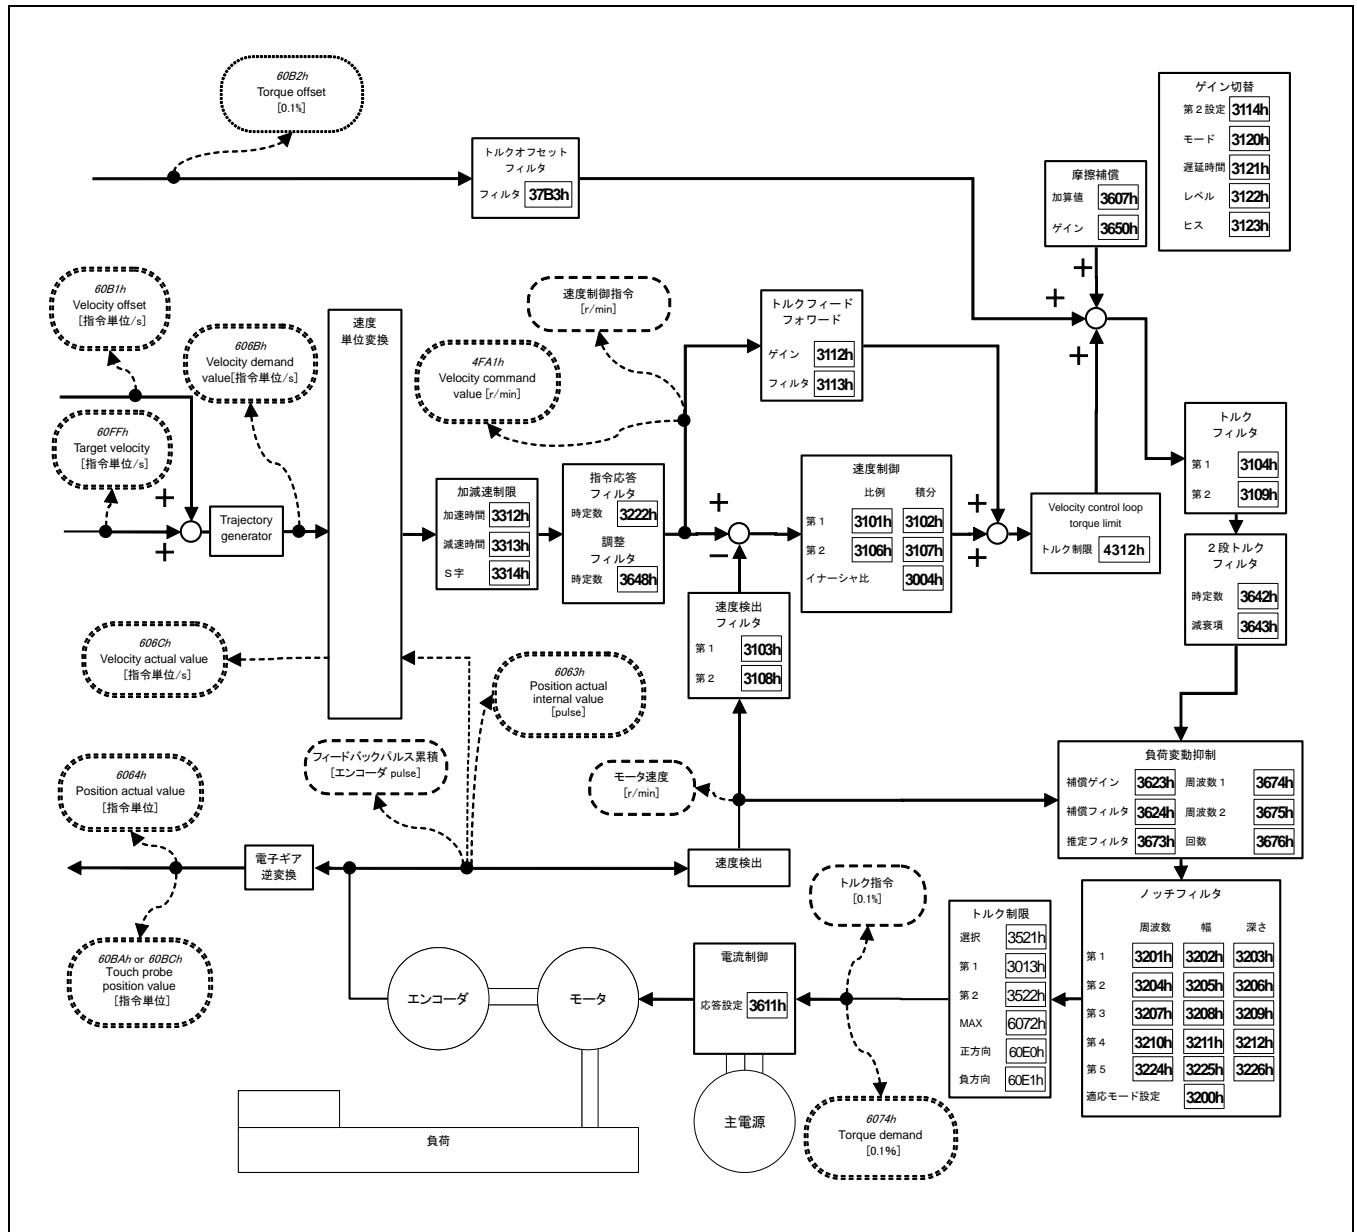 60B2h
Torque offset
[0.1%]
トルクオフセット
フィルタ
フィルタ 37B3h
ゲイン切替
第２設定 3114h
モード 3120h
遅延時間 3121h
レベル 3122h
ヒス 3123h
摩擦補償
加算値 3607h
ゲイン 3650h
+
+
+
60B1h
Velocity offset
[指令単位/s]
606Bh
Velocity demand
value[指令単位/s]
60FFh
Target velocity
[指令単位/s]
+
+
Trajectory
generator
速度
単位変換
速度制御指令
[r/min]
4FA1h
Velocity command
value [r/min]
トルクフィード
フォワード
ゲイン 3112h
フィルタ 3113h
加減速制限
加速時間 3312h
減速時間 3313h
Ｓ字 3314h
指令応答
フィルタ
時定数 3222h
調整
フィルタ
時定数 3648h
+
−
速度制御
比例 積分
第１ 3101h 3102h
第２ 3106h 3107h
イナーシャ比 3004h
+
+
Velocity control loop
torque limit
トルク制限 4312h
トルク
フィルタ
第１ 3104h
第２ 3109h
２段トルク
フィルタ
時定数 3642h
減衰項 3643h
速度検出
フィルタ
第１ 3103h
第２ 3108h
606Ch
Velocity actual value
[指令単位/s]
6063h
Position actual
internal value
[pulse]
フィードバックパルス累積
[エンコーダ pulse]
モータ速度
[r/min]
負荷変動抑制
補償ゲイン 3623h 周波数１ 3674h
補償フィルタ 3624h 周波数２ 3675h
推定フィルタ 3673h 回数 3676h
6064h
Position actual value
[指令単位]
電子ギア
逆変換
速度検出
60BAh or 60BCh
Touch probe
position value
[指令単位]
エンコーダ
モータ
負荷
電流制御
応答設定 3611h
主電源
トルク指令
[0.1%]
6074h
Torque demand
[0.1%]
トルク制限
選択 3521h
第１ 3013h
第２ 3522h
MAX 6072h
正方向 60E0h
負方向 60E1h
ノッチフィルタ
周波数 幅 深さ
第１ 3201h 3202h 3203h
第２ 3204h 3205h 3206h
第３ 3207h 3208h 3209h
第４ 3210h 3211h 3212h
第５ 3224h 3225h 3226h
適応モード設定 3200h